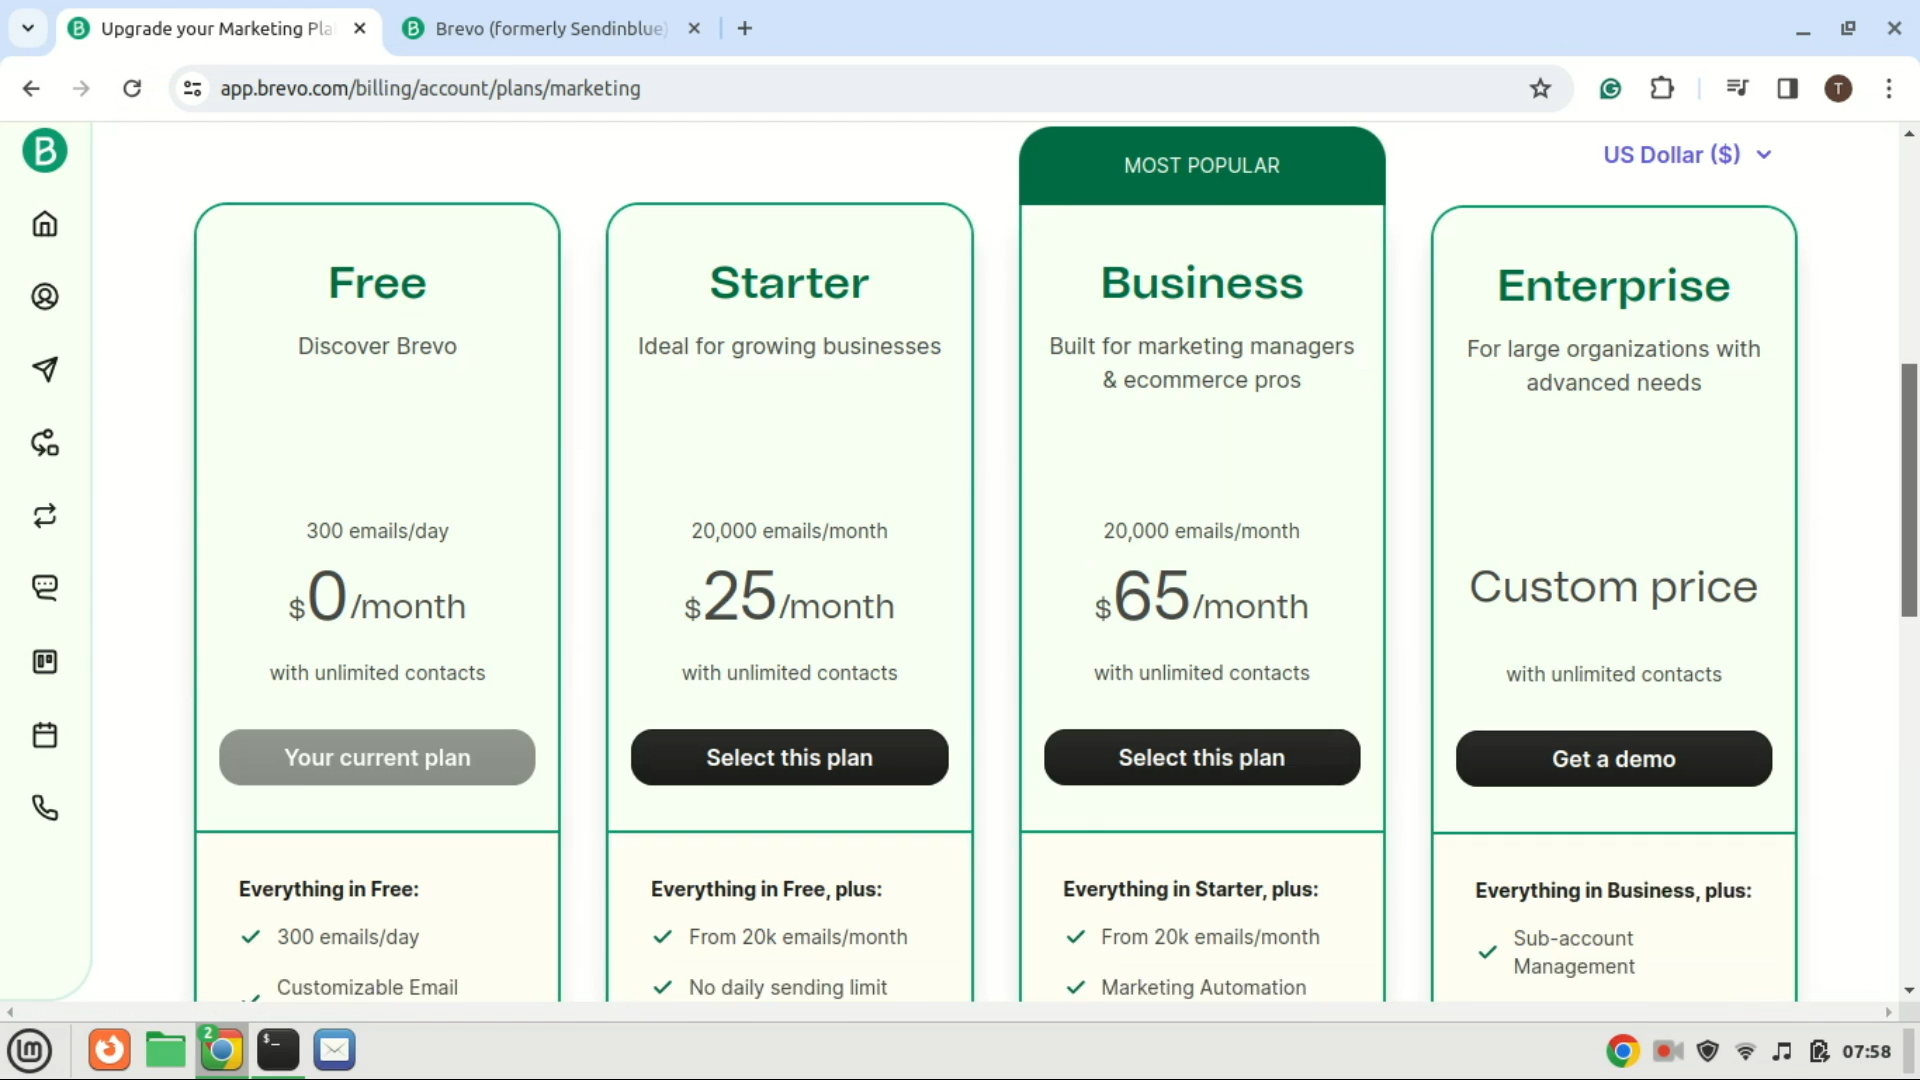 Upgrade your Marketing Pla
Brevo (formerly Sendinblue)
app.brevo.com/billing/account/plans/marketing
T
B
MOST POPULAR
US Dollar ($)
Free
Discover Brevo
300 emails/day
$0/month
with unlimited contacts
Your current plan
Everything in Free:
300 emails/day
Customizable Email
Starter
Ideal for growing businesses
20,000 emails/month
$25/month
with unlimited contacts
Select this plan
Everything in Free, plus:
From 20k emails/month
No daily sending limit
Business
Built for marketing managers
& ecommerce pros
20,000 emails/month
$65/month
with unlimited contacts
Select this plan
Everything in Starter, plus:
From 20k emails/month
Marketing Automation
Enterprise
For large organizations with
advanced needs
Custom price
with unlimited contacts
Get a demo
Everything in Business, plus:
Sub-account
Management
2
$_
07:58